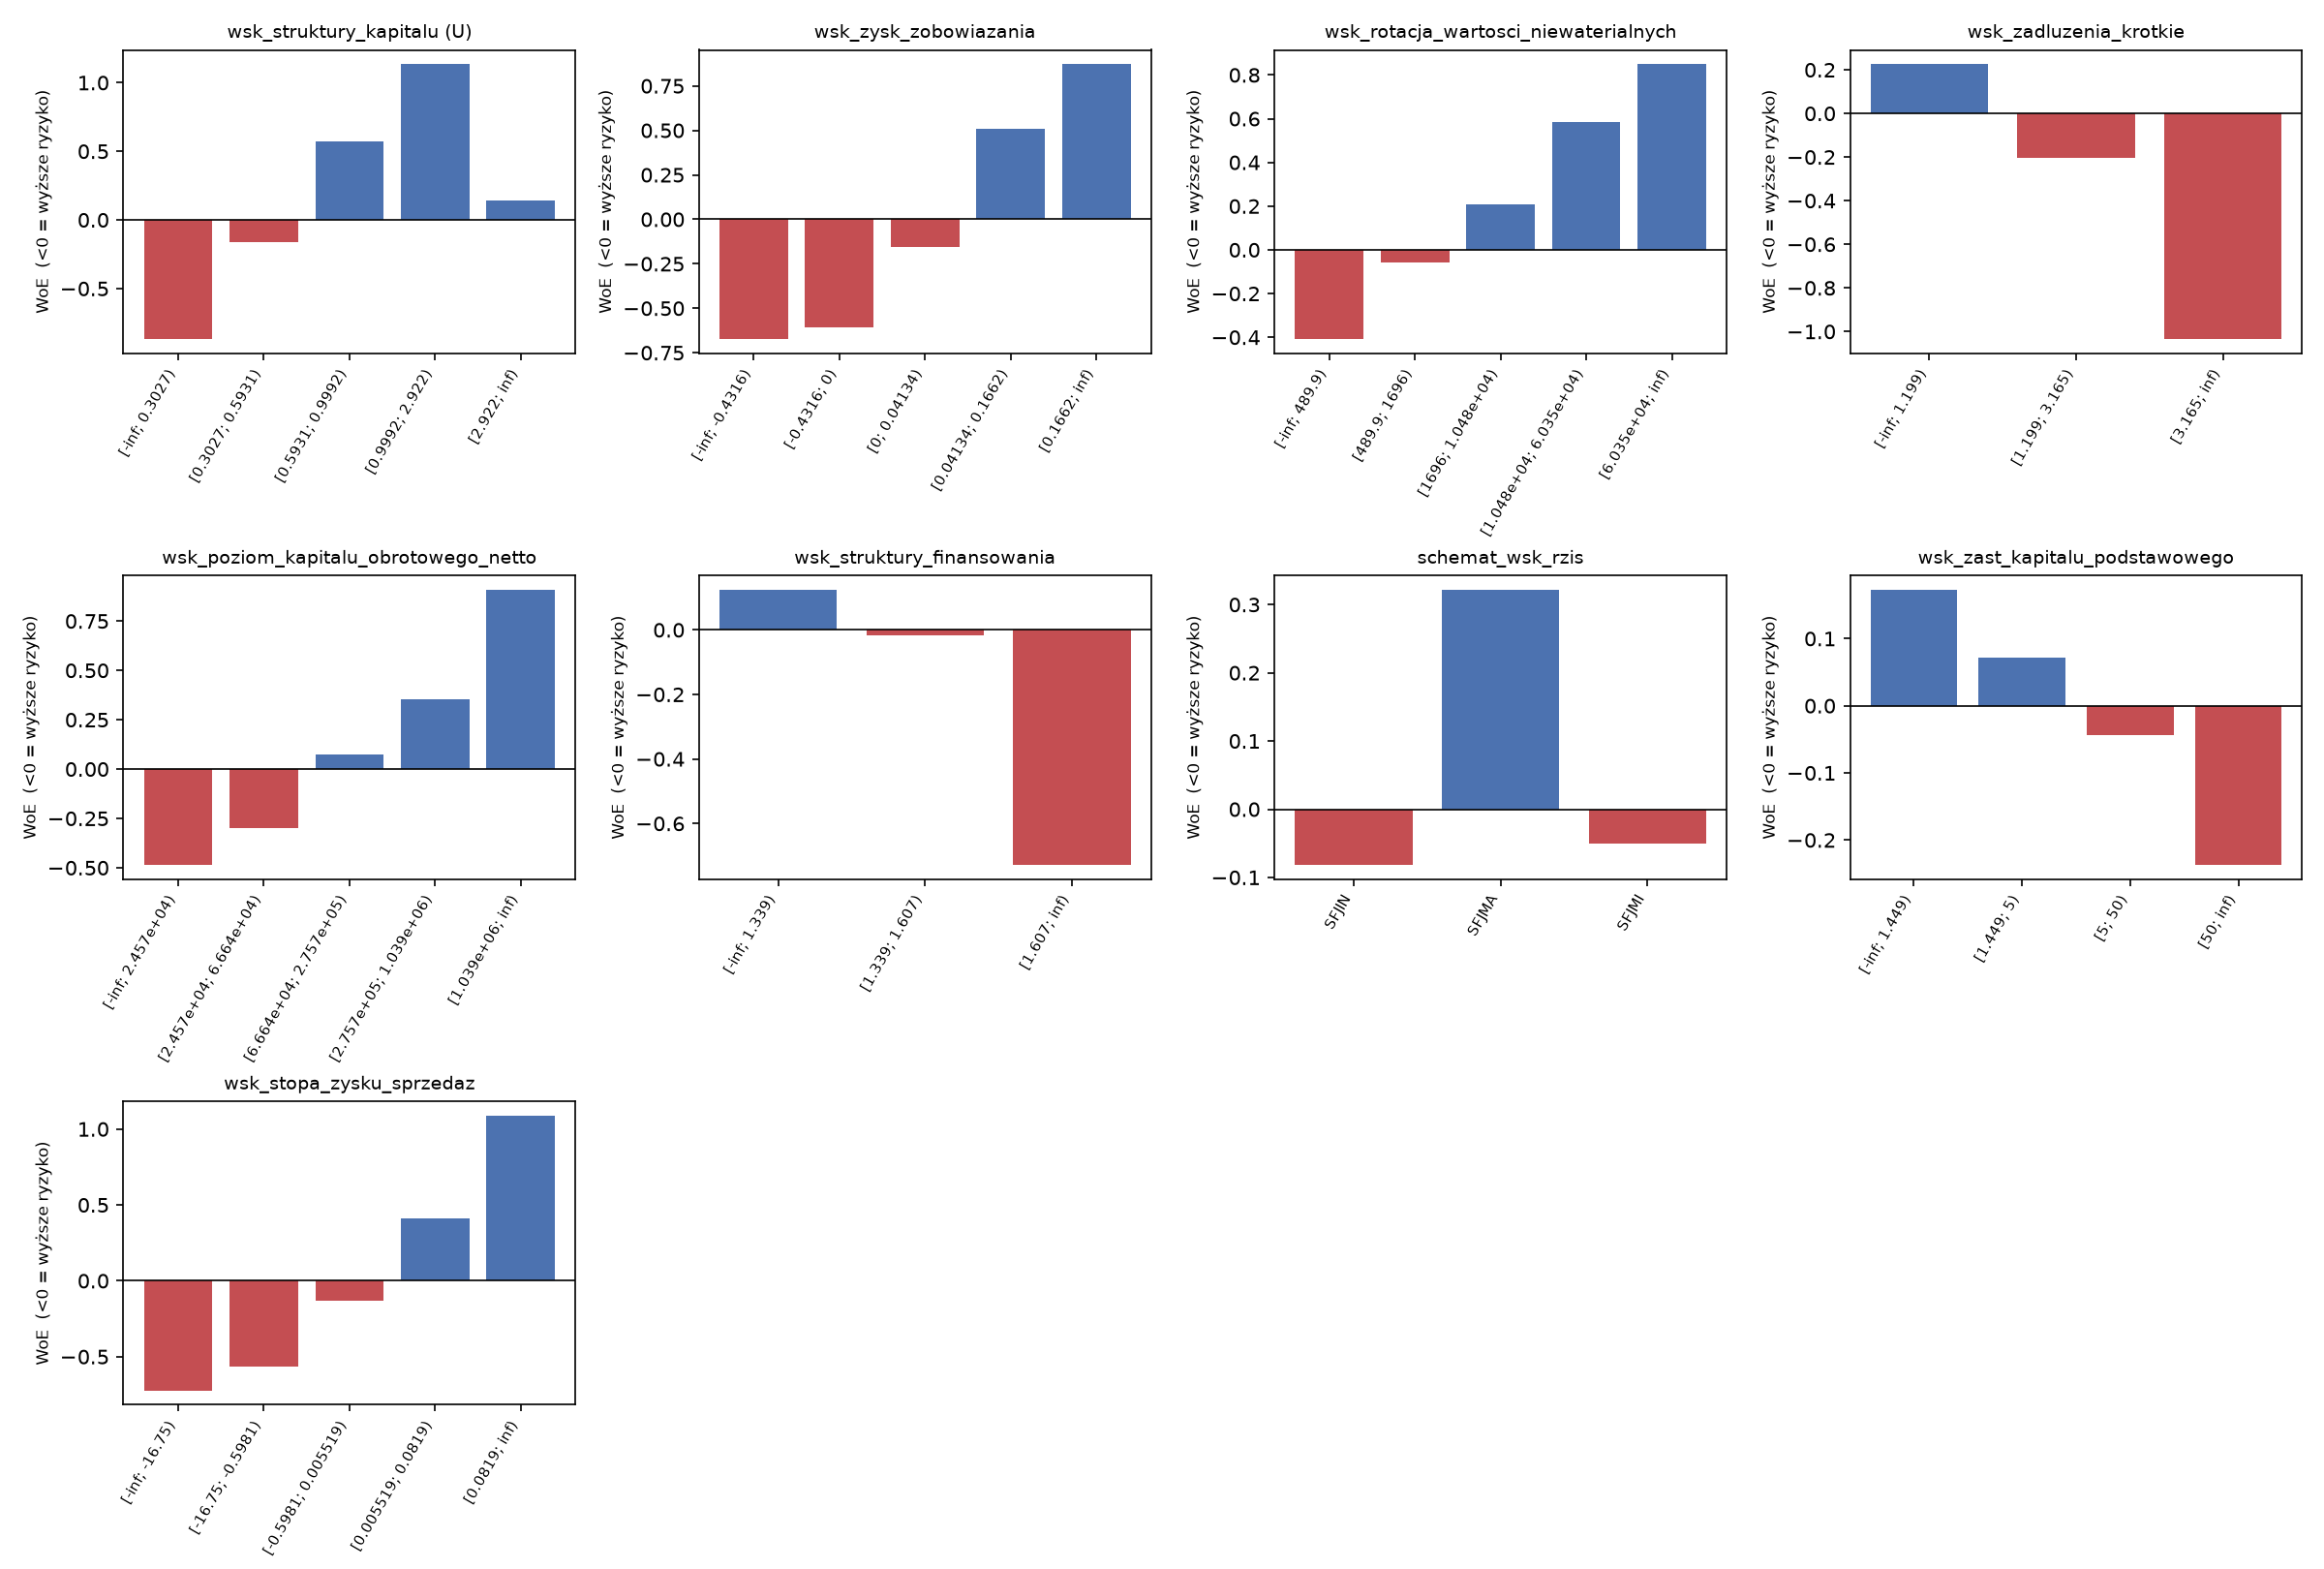 wsk_struktury_kapitalu (U)
WoE  (<0 = wyższe ryzyko)
1.0
0.5
0.0
−0.5
[-inf; 0.3027)
[0.3027; 0.5931)
[0.5931; 0.9992)
[0.9992; 2.922)
[2.922; inf)
wsk_zysk_zobowiazania
WoE  (<0 = wyższe ryzyko)
0.75
0.50
0.25
0.00
−0.25
−0.50
−0.75
[-inf; -0.4316)
[-0.4316; 0)
[0; 0.04134)
[0.04134; 0.1662)
[0.1662; inf)
wsk_rotacja_wartosci_niewaterialnych
WoE  (<0 = wyższe ryzyko)
0.8
0.6
0.4
0.2
0.0
−0.2
−0.4
[-inf; 489.9)
[489.9; 1696)
[1696; 1.048e+04)
[1.048e+04; 6.035e+04)
[6.035e+04; inf)
wsk_zadluzenia_krotkie
WoE  (<0 = wyższe ryzyko)
0.2
0.0
−0.2
−0.4
−0.6
−0.8
−1.0
[-inf; 1.199)
[1.199; 3.165)
[3.165; inf)
wsk_poziom_kapitalu_obrotowego_netto
WoE  (<0 = wyższe ryzyko)
0.75
0.50
0.25
0.00
−0.25
−0.50
[-inf; 2.457e+04)
[2.457e+04; 6.664e+04)
[6.664e+04; 2.757e+05)
[2.757e+05; 1.039e+06)
[1.039e+06; inf)
wsk_struktury_finansowania
WoE  (<0 = wyższe ryzyko)
0.0
−0.2
−0.4
−0.6
[-inf; 1.339)
[1.339; 1.607)
[1.607; inf)
schemat_wsk_rzis
WoE  (<0 = wyższe ryzyko)
0.3
0.2
0.1
0.0
−0.1
SFJIN
SFJMA
SFJMI
wsk_zast_kapitalu_podstawowego
WoE  (<0 = wyższe ryzyko)
0.1
0.0
−0.1
−0.2
[-inf; 1.449)
[1.449; 5)
[5; 50)
[50; inf)
wsk_stopa_zysku_sprzedaz
WoE  (<0 = wyższe ryzyko)
1.0
0.5
0.0
−0.5
[-inf; -16.75)
[-16.75; -0.5981)
[-0.5981; 0.005519)
[0.005519; 0.0819)
[0.0819; inf)